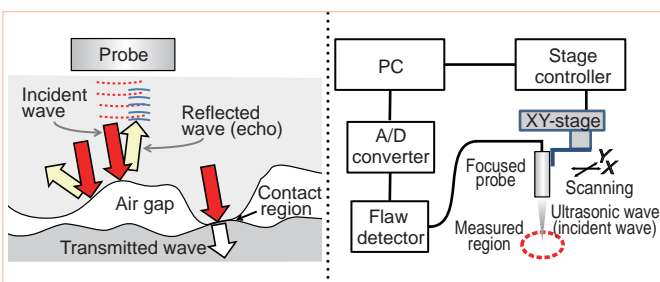 Probe
Incident
wave
Reflected
wave (echo)
Air gap
Contact
region
Transmitted wave
PC
Stage
controller
XY-stage
A/D
converter
Focused
probe
Y
X
Scanning
Flaw
detector
Ultrasonic wave
(incident wave)
Measured
region